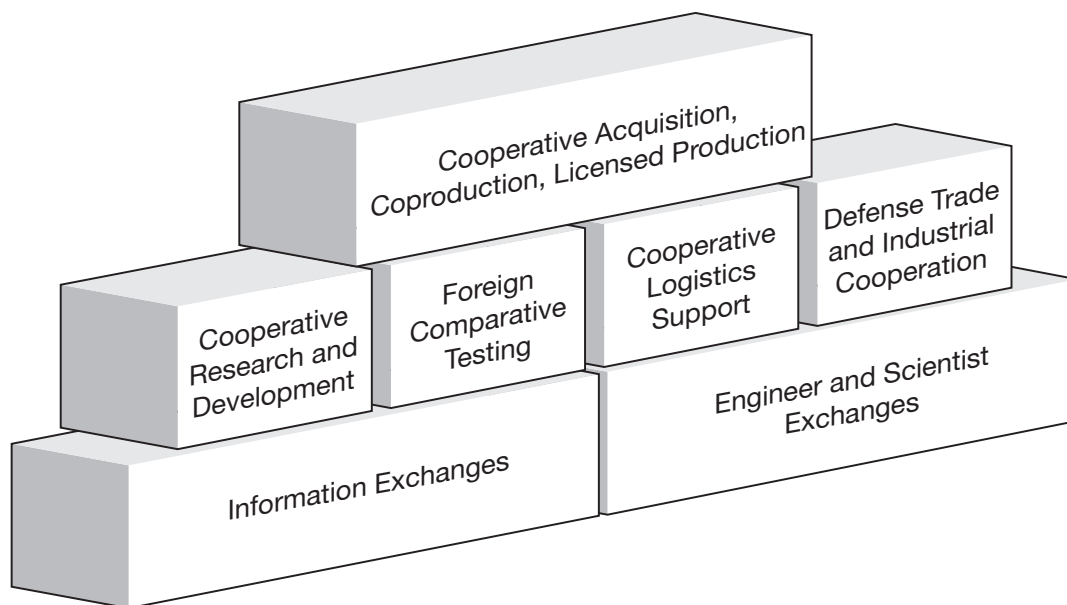 Cooperative Acquisition,
Coproduction, Licensed Production
Cooperative
Research and
Development
Foreign
Comparative
Testing
Cooperative
Logistics
Support
Defense Trade
and Industrial
Cooperation
Information Exchanges
Engineer and Scientist
Exchanges